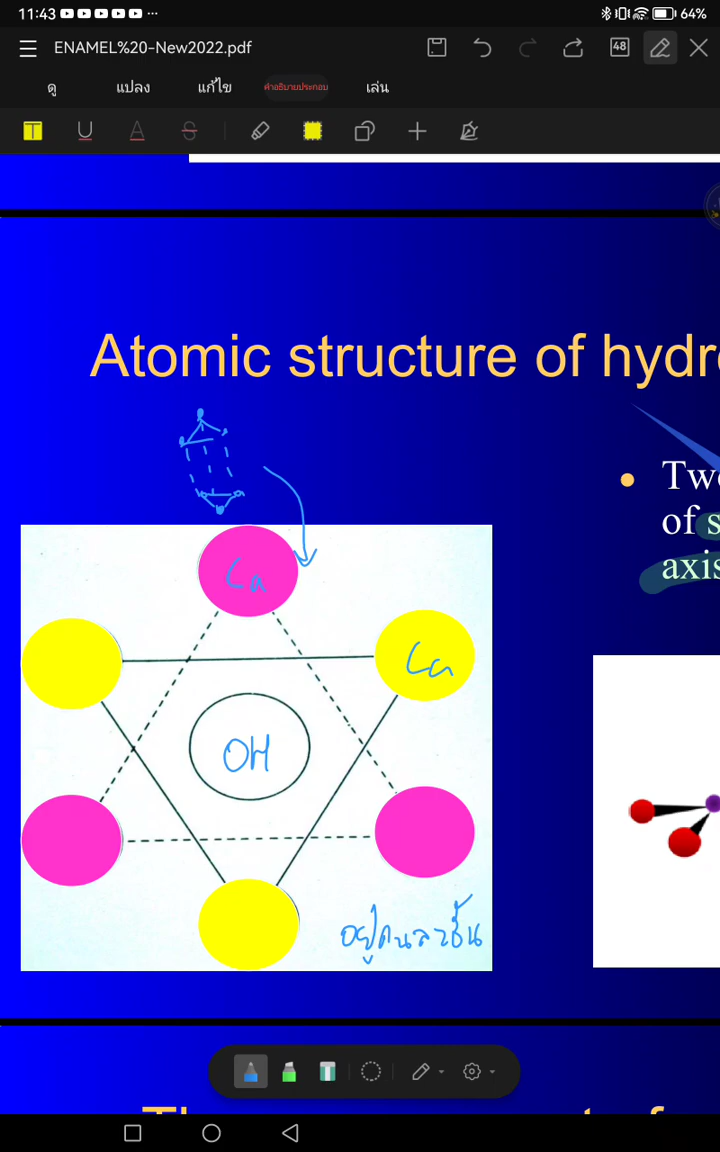 11:43
64%
ENAMEL%20-New2022.pdf
48
ดู แปลง แก้ไข คำอธิบายประกอบ เล่น
T U A S
Atomic structure of hydr
Two
of s
axis
Ca
Ca
OH
อยู่คนละชั้น